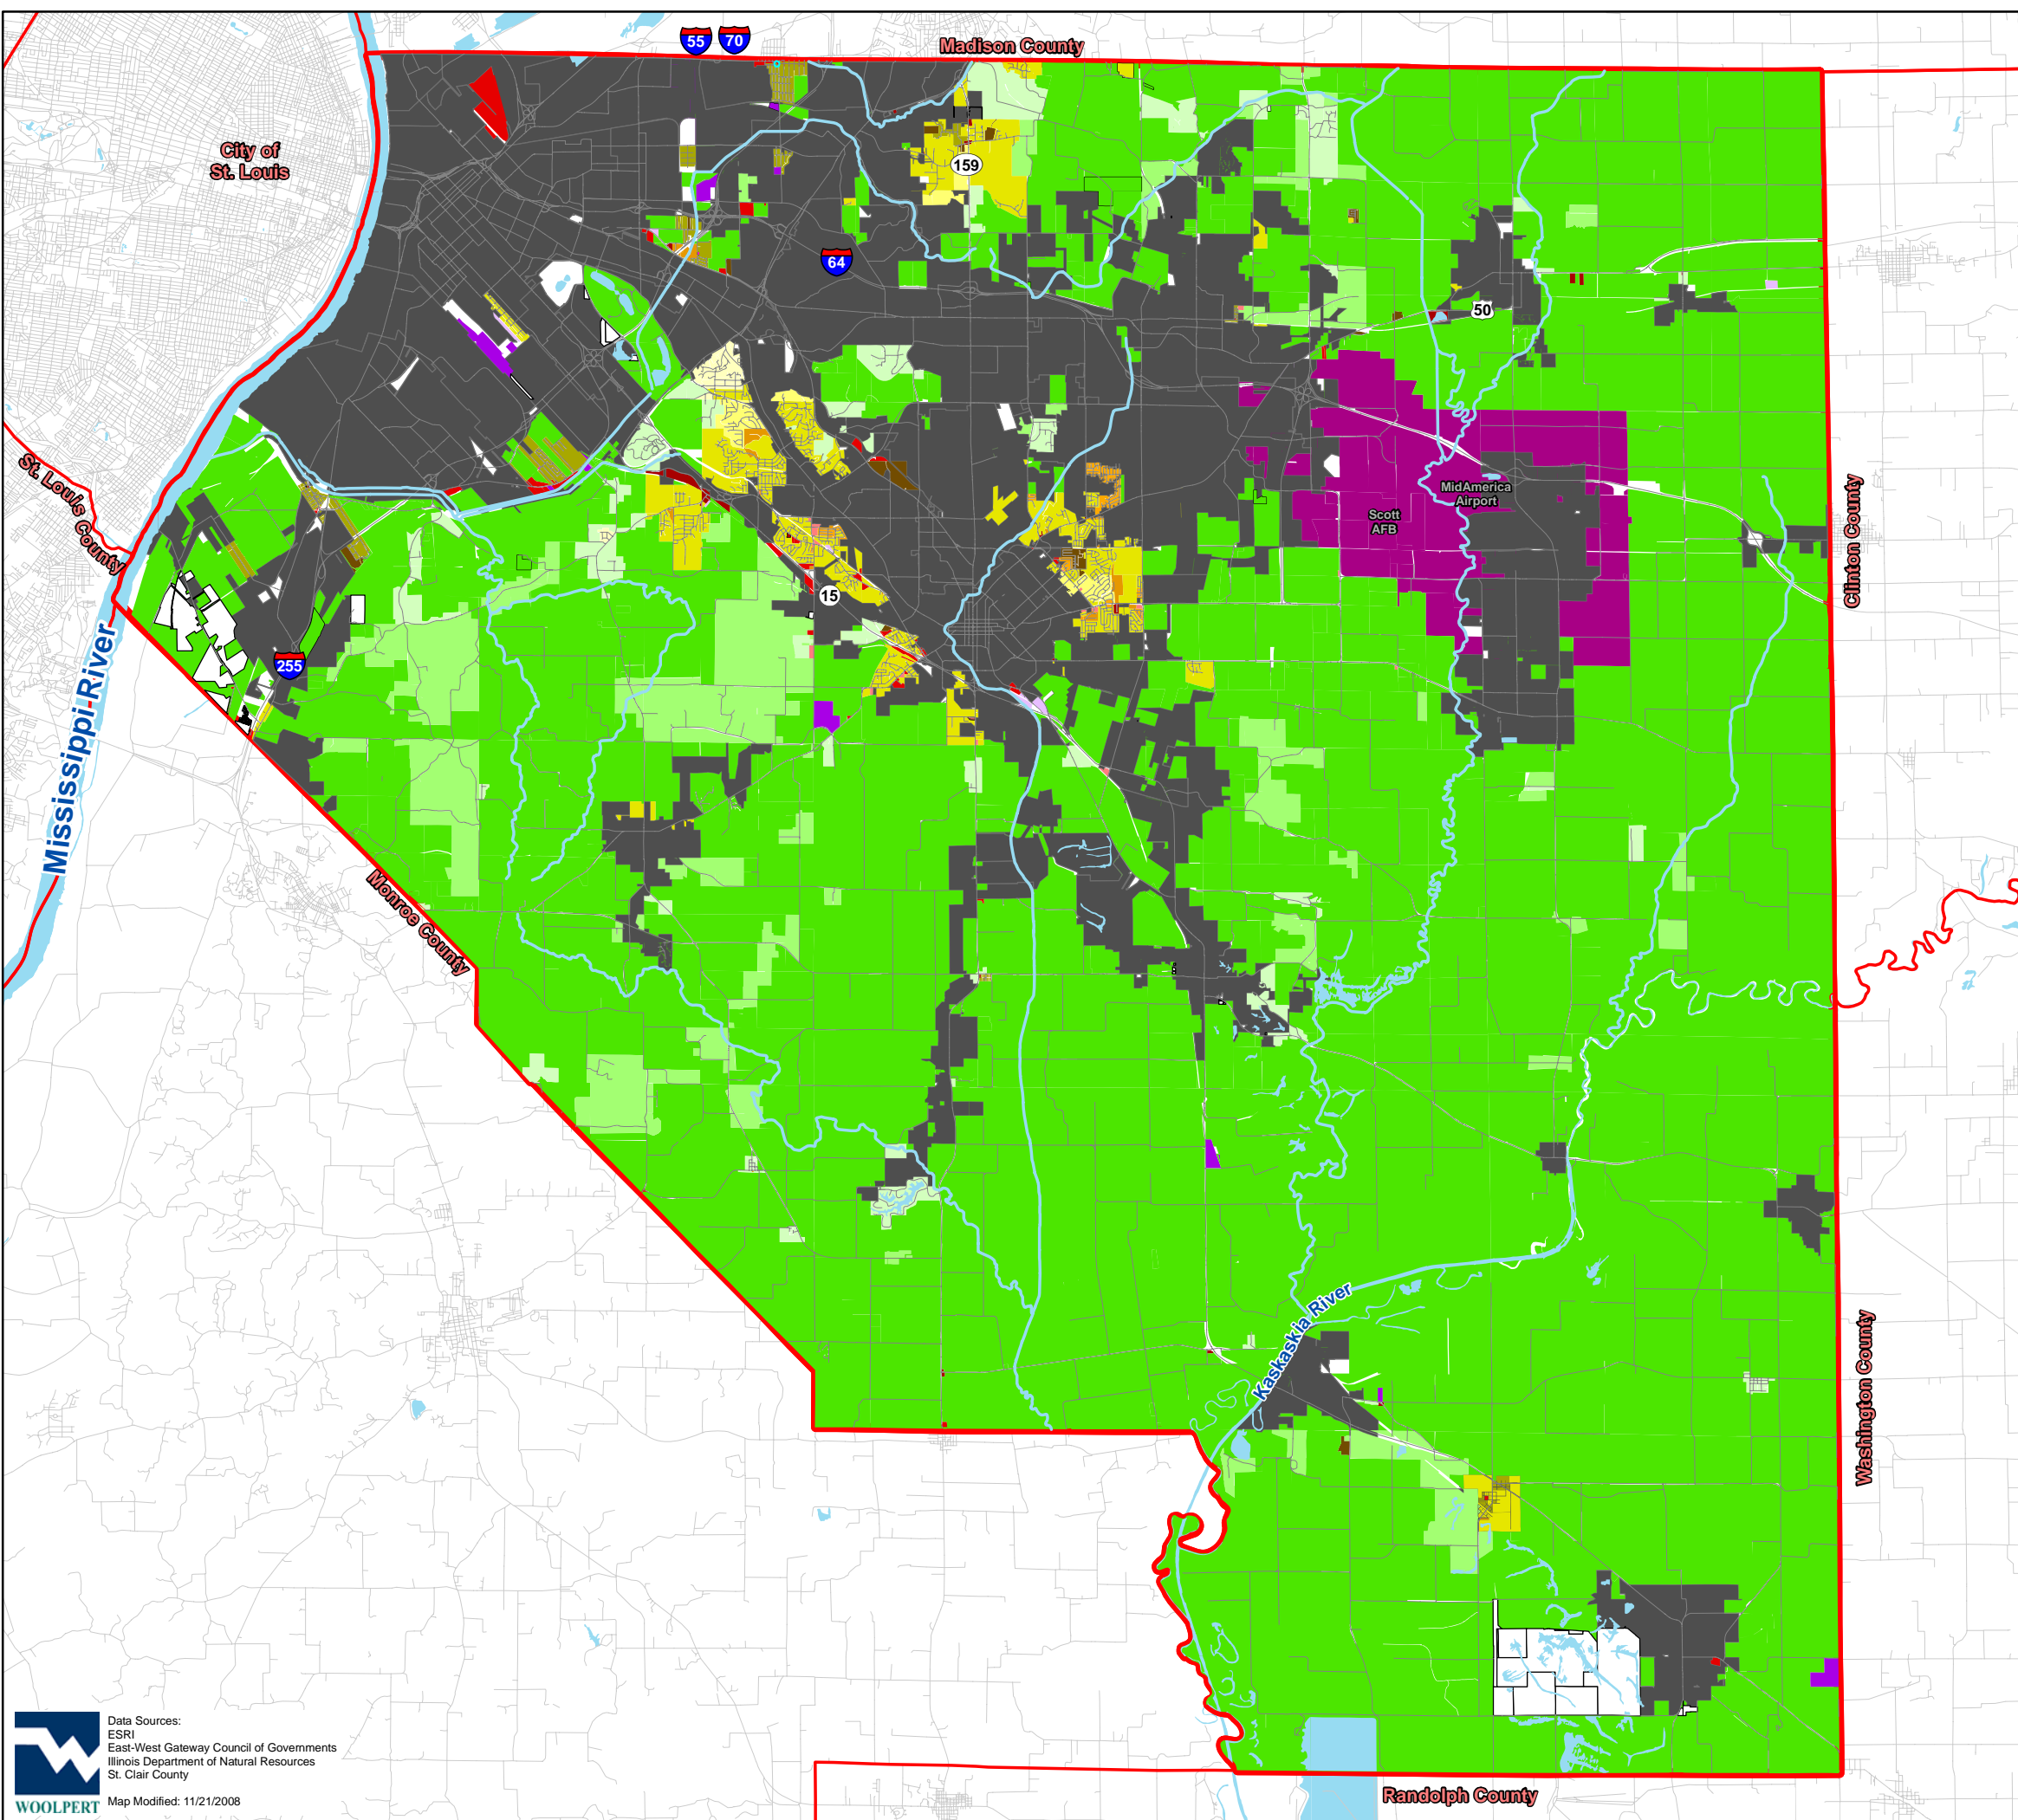 55
70
Madison County
City of
St. Louis
159
64
50
St. Louis County
MidAmerica
Airport
Scott
AFB
Clinton County
15
255
Mississippi River
Monroe County
Kaskaskia River
Washington County
Randolph County
Data Sources:
ESRI
East-West Gateway Council of Governments
Illinois Department of Natural Resources
St. Clair County
Map Modified: 11/21/2008
WOOLPERT